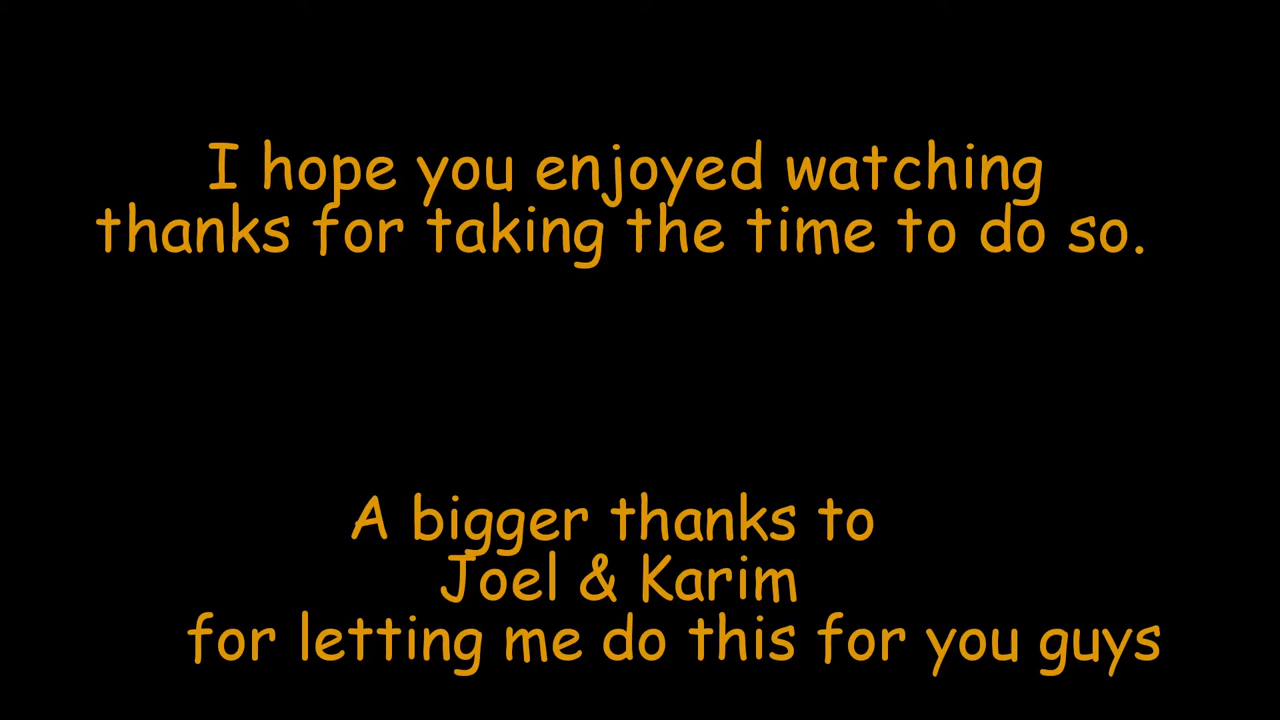 I hope you enjoyed watching
thanks for taking the time to do so.
A bigger thanks to
Joel & Karim
for letting me do this for you guys